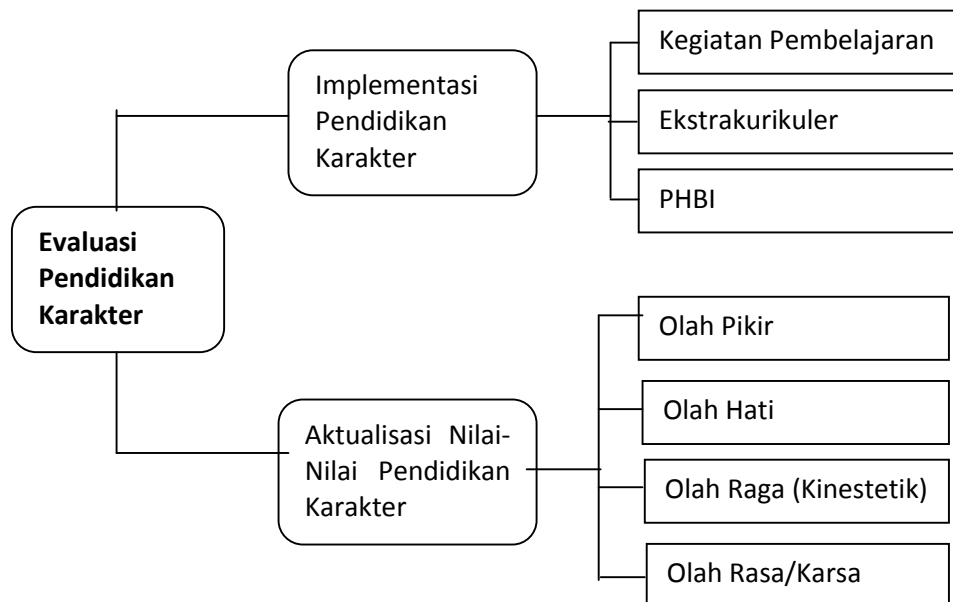 Evaluasi
Pendidikan
Karakter
Implementasi
Pendidikan
Karakter
Kegiatan Pembelajaran
Ekstrakurikuler
PHBI
Aktualisasi Nilai-
Nilai Pendidikan
Karakter
Olah Pikir
Olah Hati
Olah Raga (Kinestetik)
Olah Rasa/Karsa